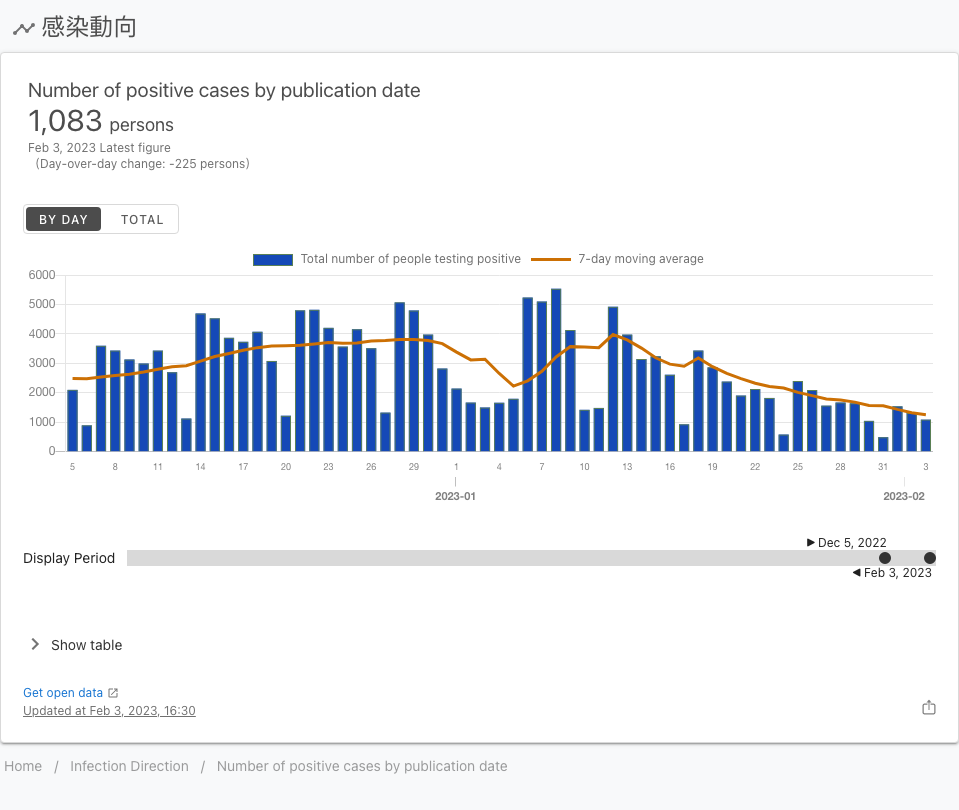 感染動向
Number of positive cases by publication date
1,083 persons
Feb 3, 2023 Latest figure
(Day-over-day change: -225 persons)
BY DAY TOTAL
Total number of people testing positive 7-day moving average
6000
5000
4000
3000
2000
1000
0
5 8 11 14 17 20 23 26 29 1 4 7 10 13 16 19 22 25 28 31 3
2023-01 2023-02
Dec 5, 2022
Display Period
Feb 3, 2023
Show table
Get open data
Updated at Feb 3, 2023, 16:30
Home / Infection Direction / Number of positive cases by publication date